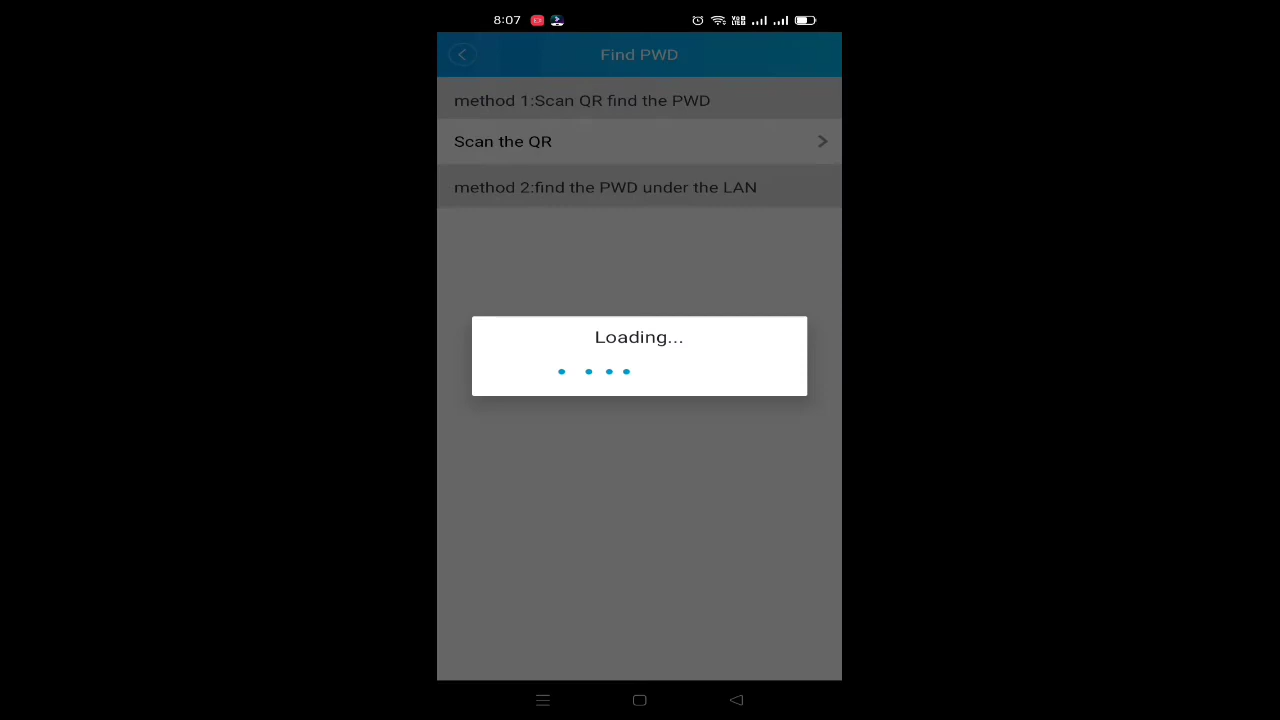 8:07
Find PWD
method 1:Scan QR find the PWD
Scan the QR
method 2:find the PWD under the LAN
Loading...